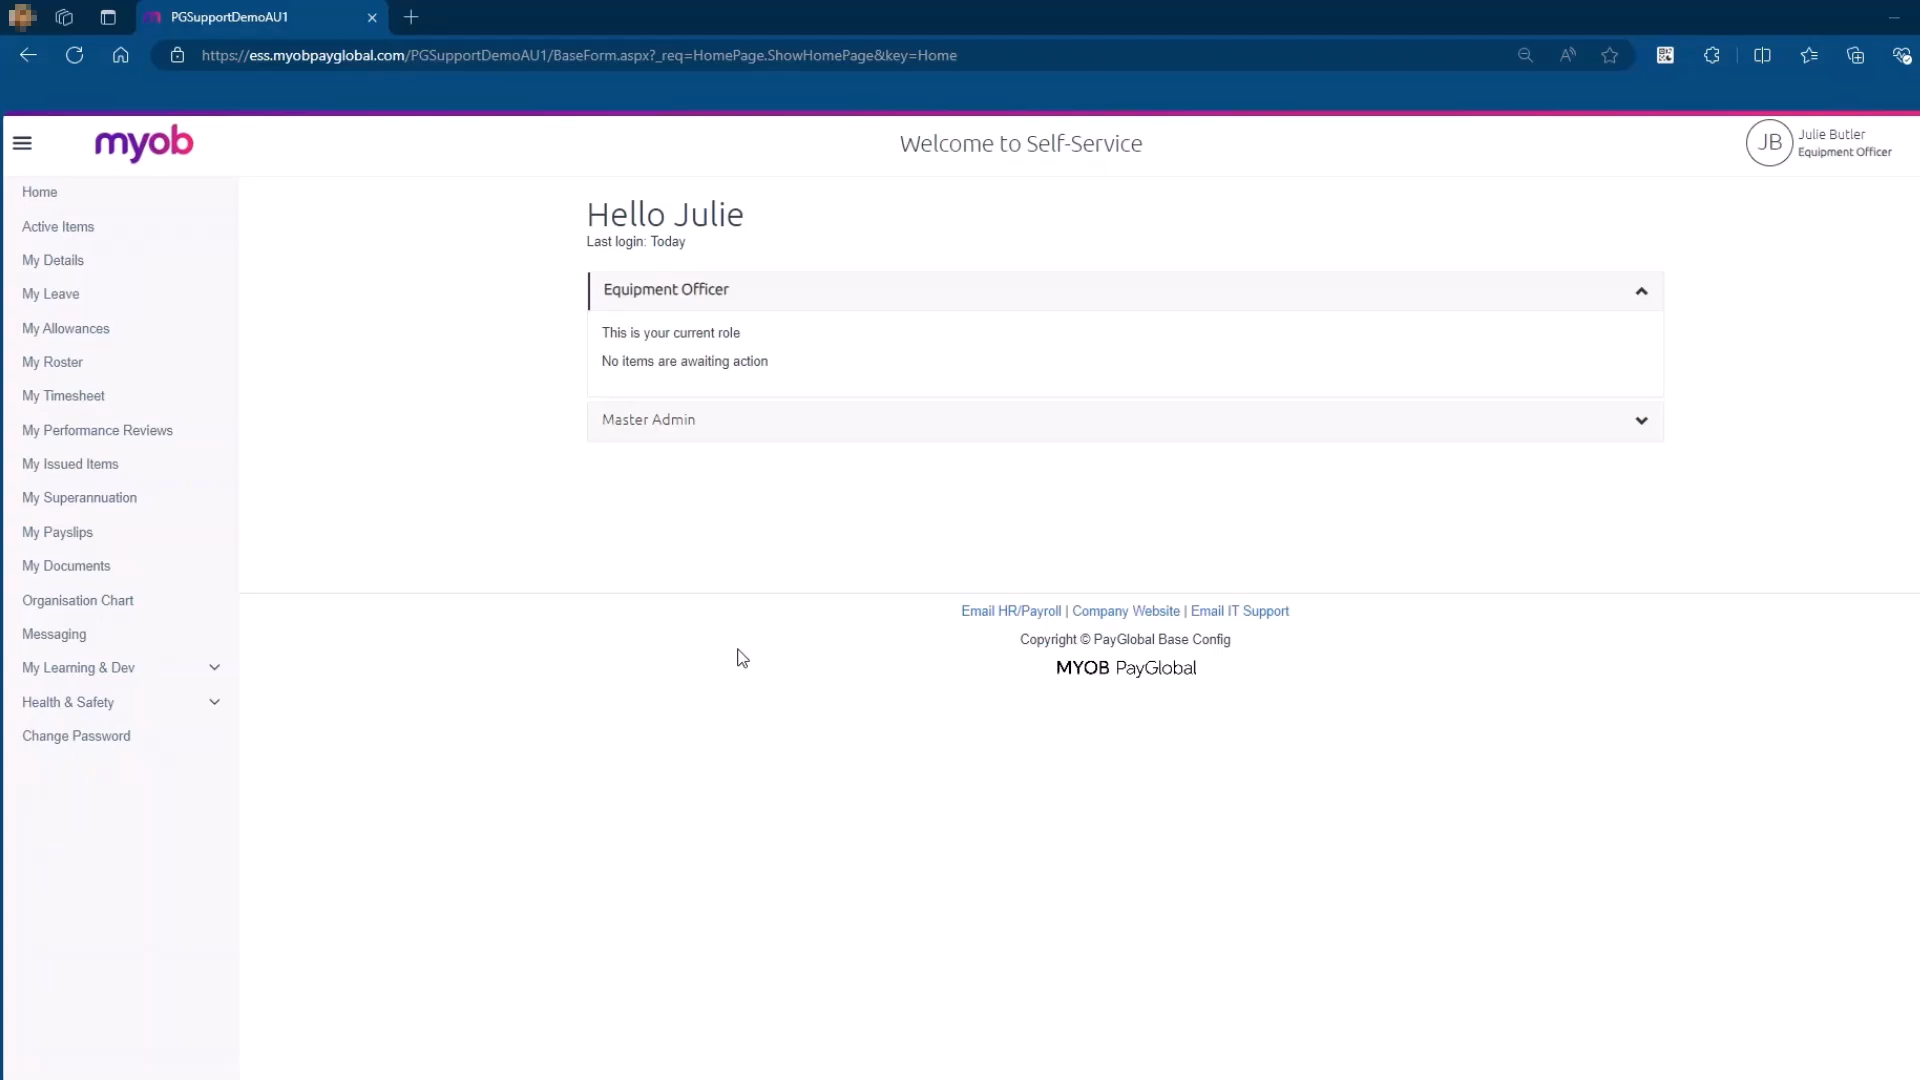 PGSupportDemoAU1
https://ess.myobpayglobal.com/PGSupportDemoAU1/BaseForm.aspx?_req=HomePage.ShowHomePage&key=Home
myob
Welcome to Self-Service
JB
Julie Butler
Equipment Officer
Home
Active Items
My Details
My Leave
My Allowances
My Roster
My Timesheet
My Performance Reviews
My Issued Items
My Superannuation
My Payslips
My Documents
Organisation Chart
Messaging
My Learning & Dev
Health & Safety
Change Password
Hello Julie
Last login: Today
Equipment Officer
This is your current role
No items are awaiting action
Master Admin
Email HR/Payroll | Company Website | Email IT Support
Copyright © PayGlobal Base Config
MYOB PayGlobal